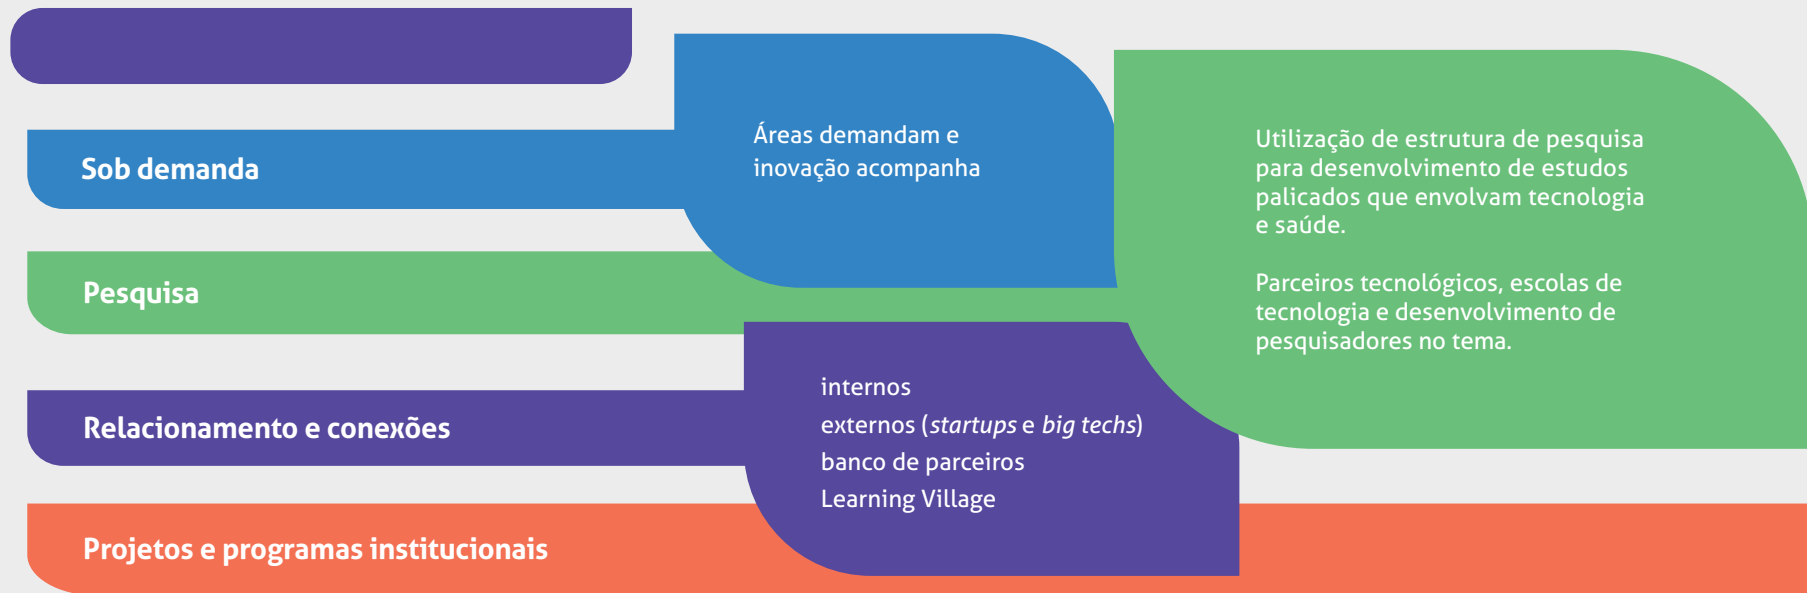 Sob demanda
Áreas demandam e
inovação acompanha
Pesquisa
Utilização de estrutura de pesquisa
para desenvolvimento de estudos
palicados que envolvam tecnologia
e saúde.
Parceiros tecnológicos, escolas de
tecnologia e desenvolvimento de
pesquisadores no tema.
Relacionamento e conexões
internos
externos (startups e big techs)
banco de parceiros
Learning Village
Projetos e programas institucionais